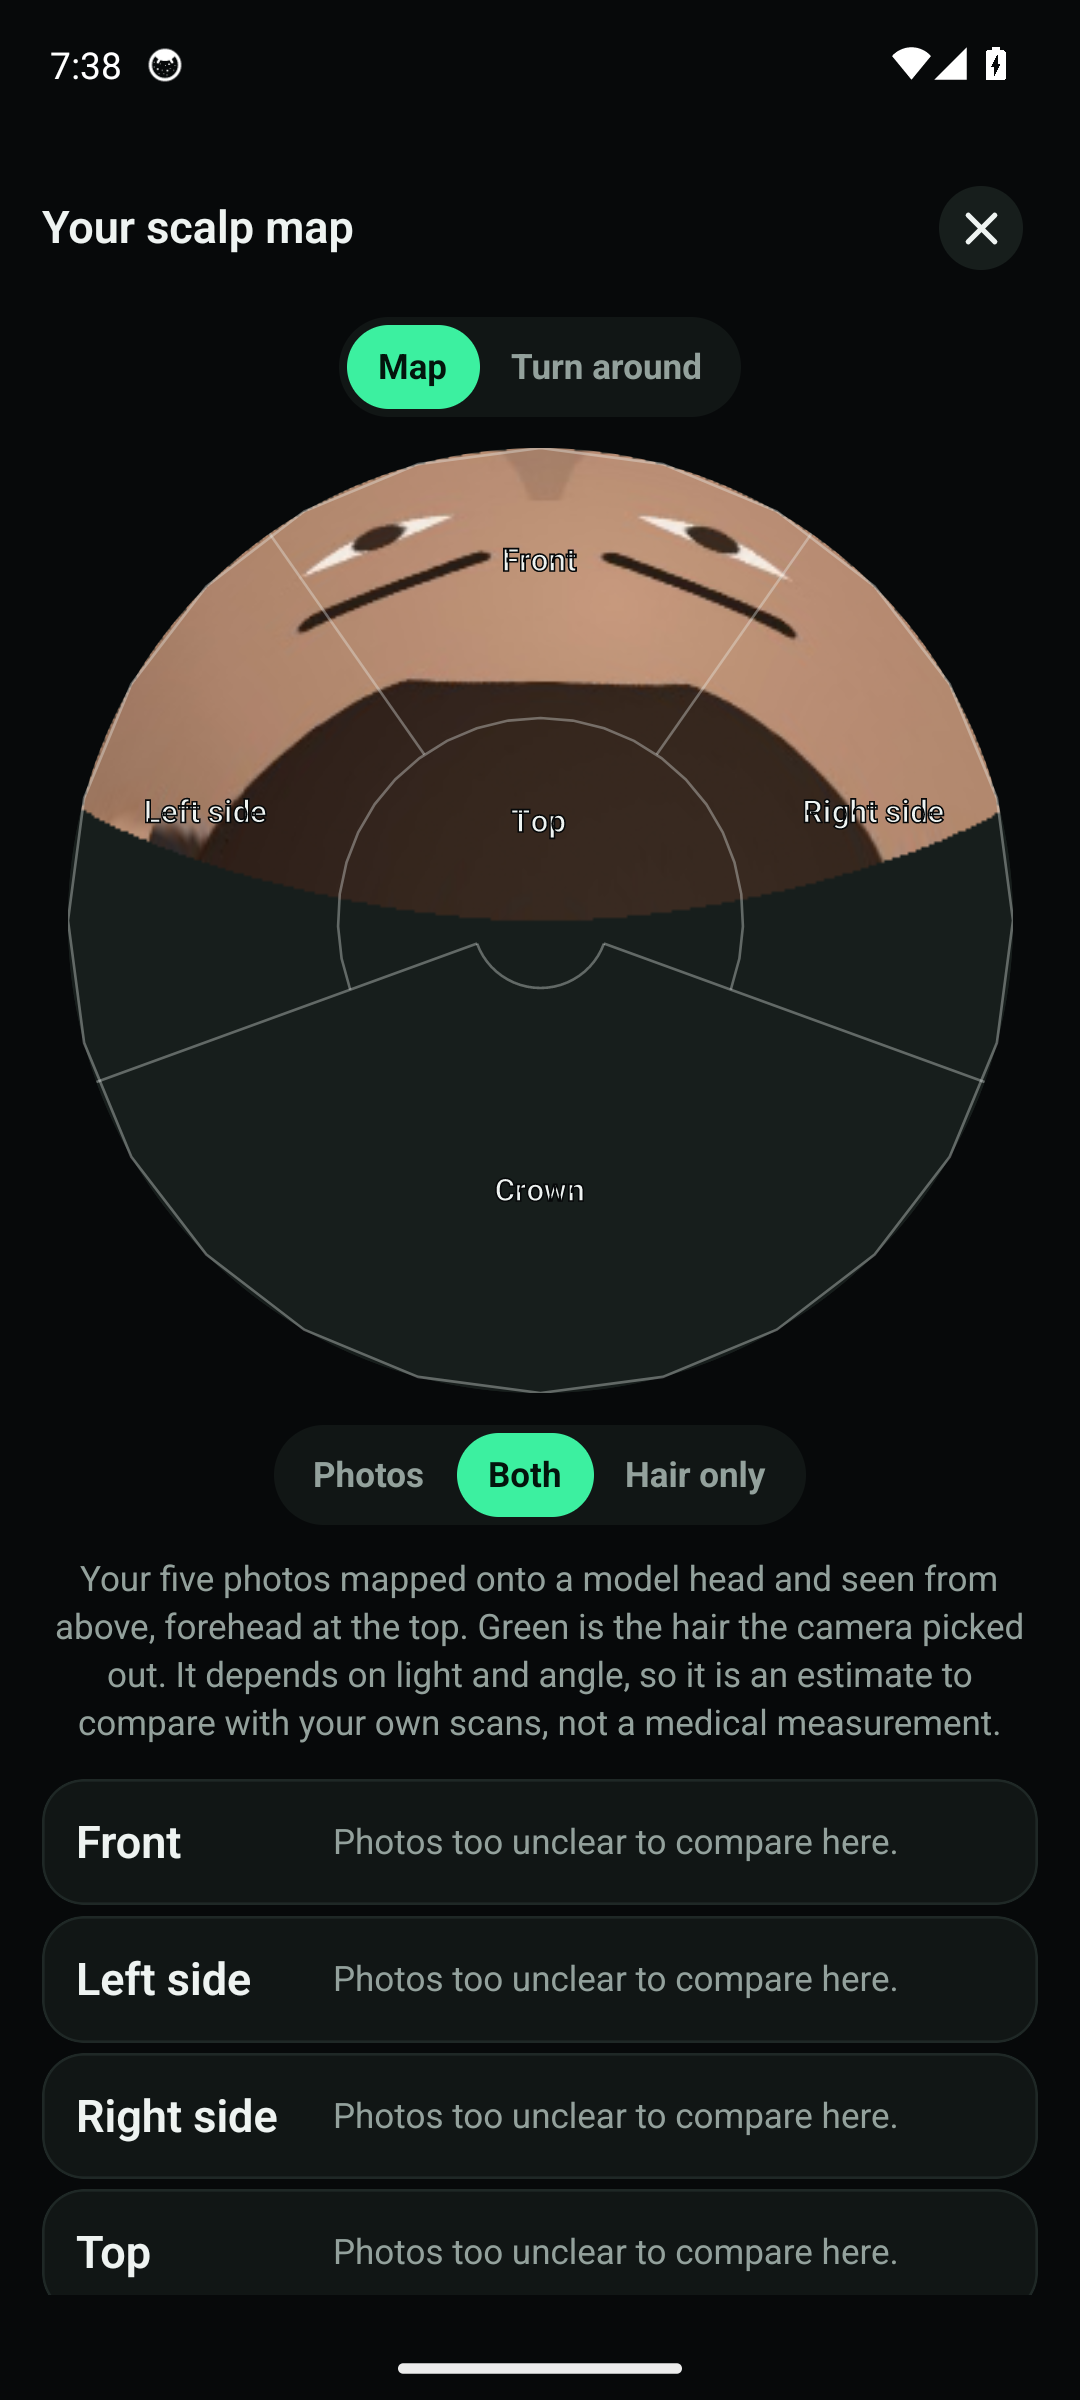 7:38
Your scalp map
Map
Turn around
Front
Left side
Top
Right side
Crown
Photos
Both
Hair only
Your five photos mapped onto a model head and seen from
above, forehead at the top. Green is the hair the camera picked
out. It depends on light and angle, so it is an estimate to
compare with your own scans, not a medical measurement.
Front
Photos too unclear to compare here.
Left side
Photos too unclear to compare here.
Right side
Photos too unclear to compare here.
Top
Photos too unclear to compare here.